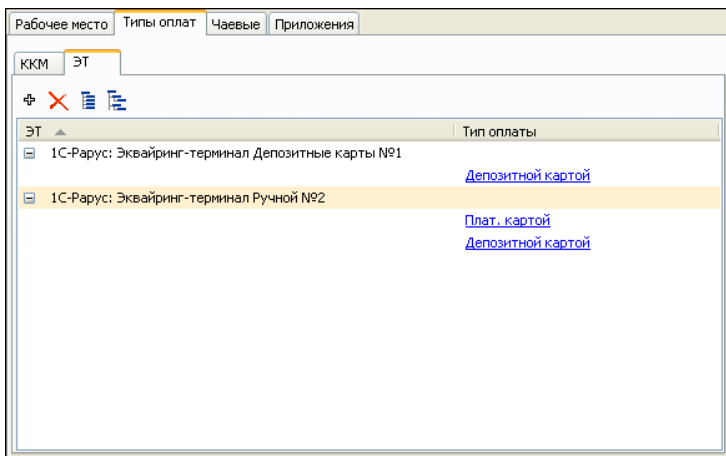 Рабочее место Типы оплат Чаевые Приложения
ККМ ЭТ
ЭТ Тип оплаты
1С-Рарус: Эквайринг-терминал Депозитные карты №1
Депозитной картой
1С-Рарус: Эквайринг-терминал Ручной №2
Плат. картой
Депозитной картой